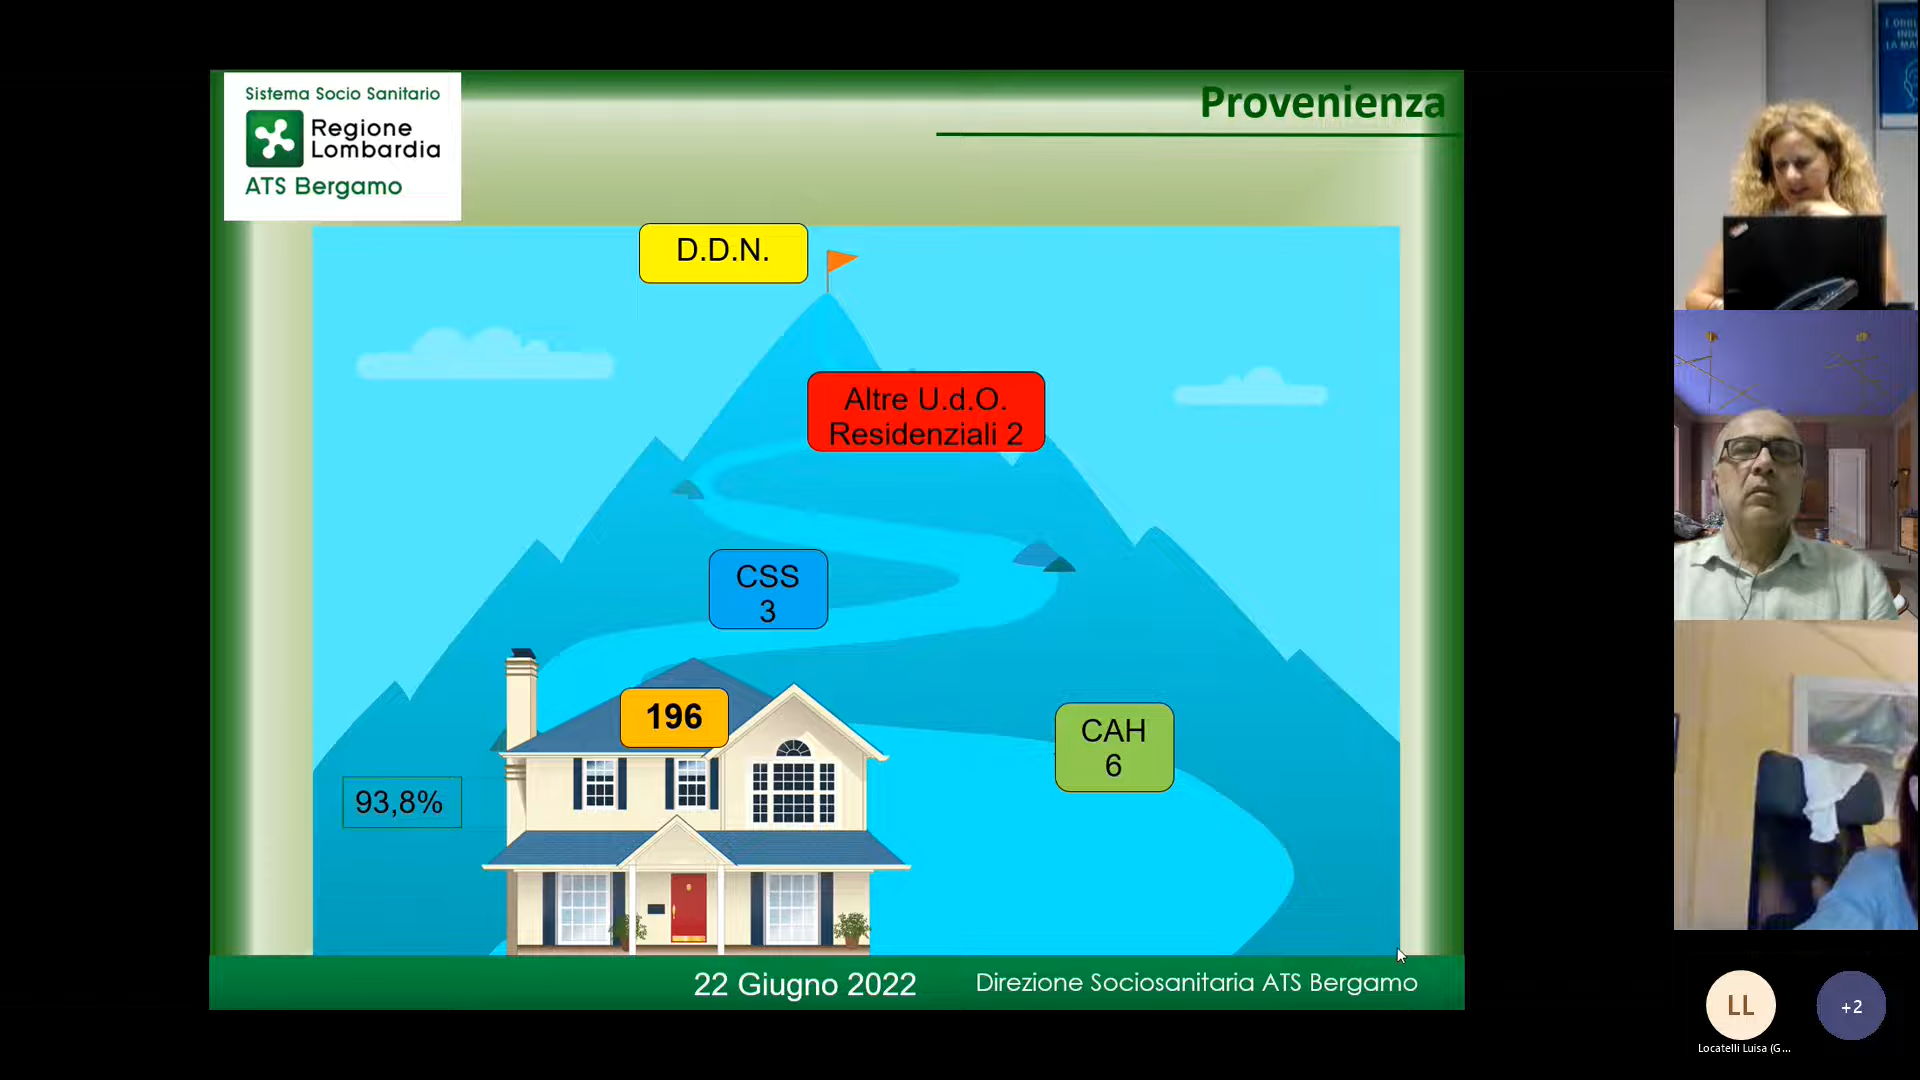 Sistema Socio Sanitario
Regione
Lombardia
ATS Bergamo
Provenienza
D.D.N.
Altre U.d.O.
Residenziali 2
CSS
3
196
CAH
6
93,8%
22 Giugno 2022
Direzione Sociosanitaria ATS Bergamo
LA
LL
+2
Locatelli Luisa (G...